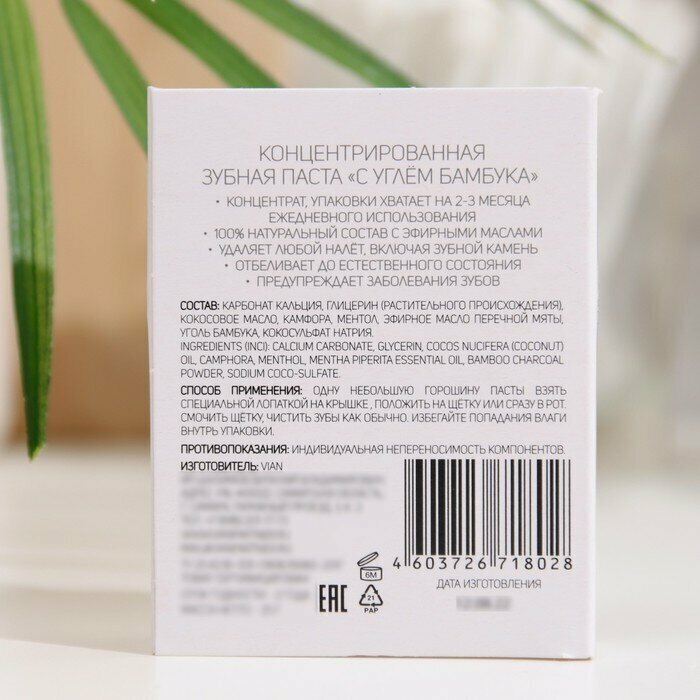 КОНЦЕНТРИРОВАННАЯ
ЗУБНАЯ ПАСТА «С УГЛЁМ БАМБУКА»
• КОНЦЕНТРАТ, УПАКОВКИ ХВАТАЕТ НА 2-3 МЕСЯЦА
ЕЖЕДНЕВНОГО ИСПОЛЬЗОВАНИЯ
• 100% НАТУРАЛЬНЫЙ СОСТАВ С ЭФИРНЫМИ МАСЛАМИ
• УДАЛЯЕТ ЛЮБОЙ НАЛЁТ, ВКЛЮЧАЯ ЗУБНОЙ КАМЕНЬ
• ОТБЕЛИВАЕТ ДО ЕСТЕСТВЕННОГО СОСТОЯНИЯ
• ПРЕДУПРЕЖДАЕТ ЗАБОЛЕВАНИЯ ЗУБОВ
СОСТАВ: КАРБОНАТ КАЛЬЦИЯ, ГЛИЦЕРИН (РАСТИТЕЛЬНОГО ПРОИСХОЖДЕНИЯ),
КОКОСОВОЕ МАСЛО, КАМФОРА, МЕНТОЛ, ЭФИРНОЕ МАСЛО ПЕРЕЧНОЙ МЯТЫ,
УГОЛЬ БАМБУКА, КОКОСУЛЬФАТ НАТРИЯ.
INGREDIENTS (INCI): CALCIUM CARBONATE, GLYCERIN, COCOS NUCIFERA (COCONUT)
OIL, CAMPHORA, MENTHOL, MENTHA PIPERITA ESSENTIAL OIL, BAMBOO CHARCOAL
POWDER, SODIUM COCO-SULFATE.
СПОСОБ ПРИМЕНЕНИЯ: ОДНУ НЕБОЛЬШУЮ ГОРОШИНУ ПАСТЫ ВЗЯТЬ
СПЕЦИАЛЬНОЙ ЛОПАТКОЙ НА КРЫШКЕ , ПОЛОЖИТЬ НА ЩЁТКУ ИЛИ СРАЗУ В РОТ.
СМОЧИТЬ ЩЁТКУ, ЧИСТИТЬ ЗУБЫ КАК ОБЫЧНО. ИЗБЕГАЙТЕ ПОПАДАНИЯ ВЛАГИ
ВНУТРЬ УПАКОВКИ.
ПРОТИВОПОКАЗАНИЯ: ИНДИВИДУАЛЬНАЯ НЕПЕРЕНОСИМОСТЬ КОМПОНЕНТОВ.
ИЗГОТОВИТЕЛЬ: VIAN
4 603726 718028
6M
EAC
21
PAP
ДАТА ИЗГОТОВЛЕНИЯ